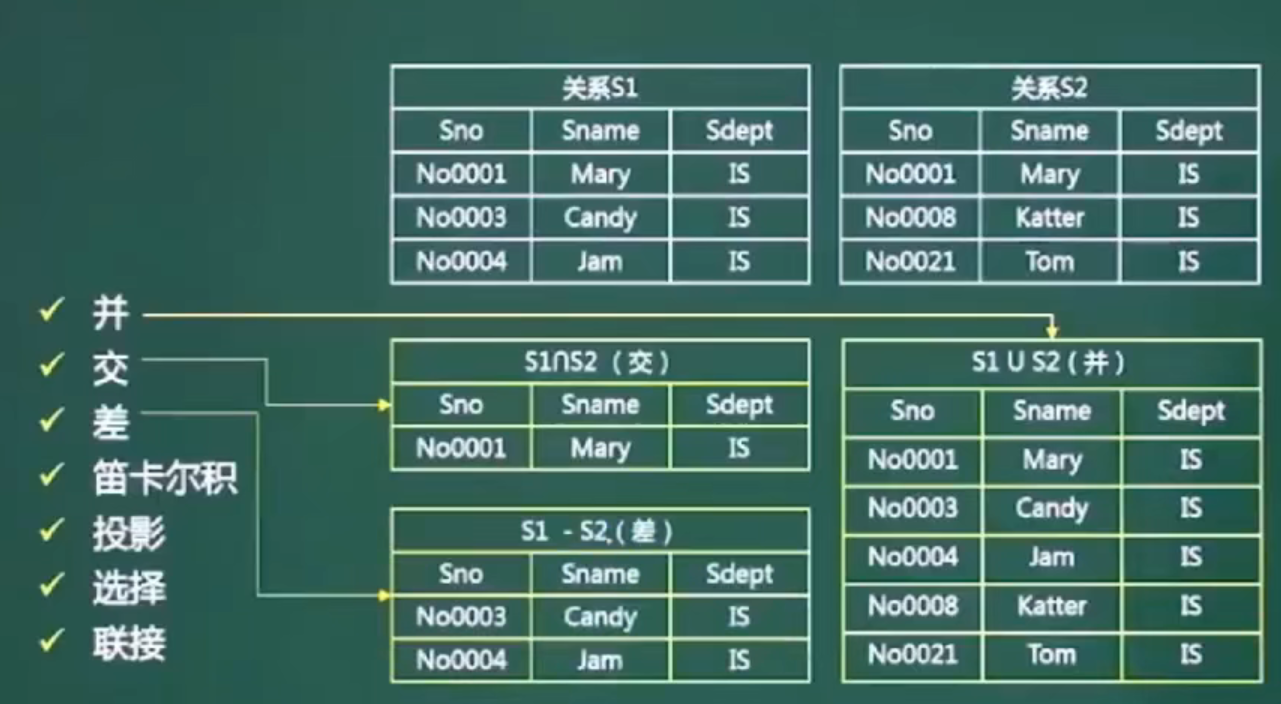 关系S1
Sno Sname Sdept
No0001 Mary IS
No0003 Candy IS
No0004 Jam IS
关系S2
Sno Sname Sdept
No0001 Mary IS
No0008 Katter IS
No0021 Tom IS
并
交
差
笛卡尔积
投影
选择
联接
S1∩S2（交）
Sno Sname Sdept
No0001 Mary IS
S1 - S2（差）
Sno Sname Sdept
No0003 Candy IS
No0004 Jam IS
S1 U S2（并）
Sno Sname Sdept
No0001 Mary IS
No0003 Candy IS
No0004 Jam IS
No0008 Katter IS
No0021 Tom IS